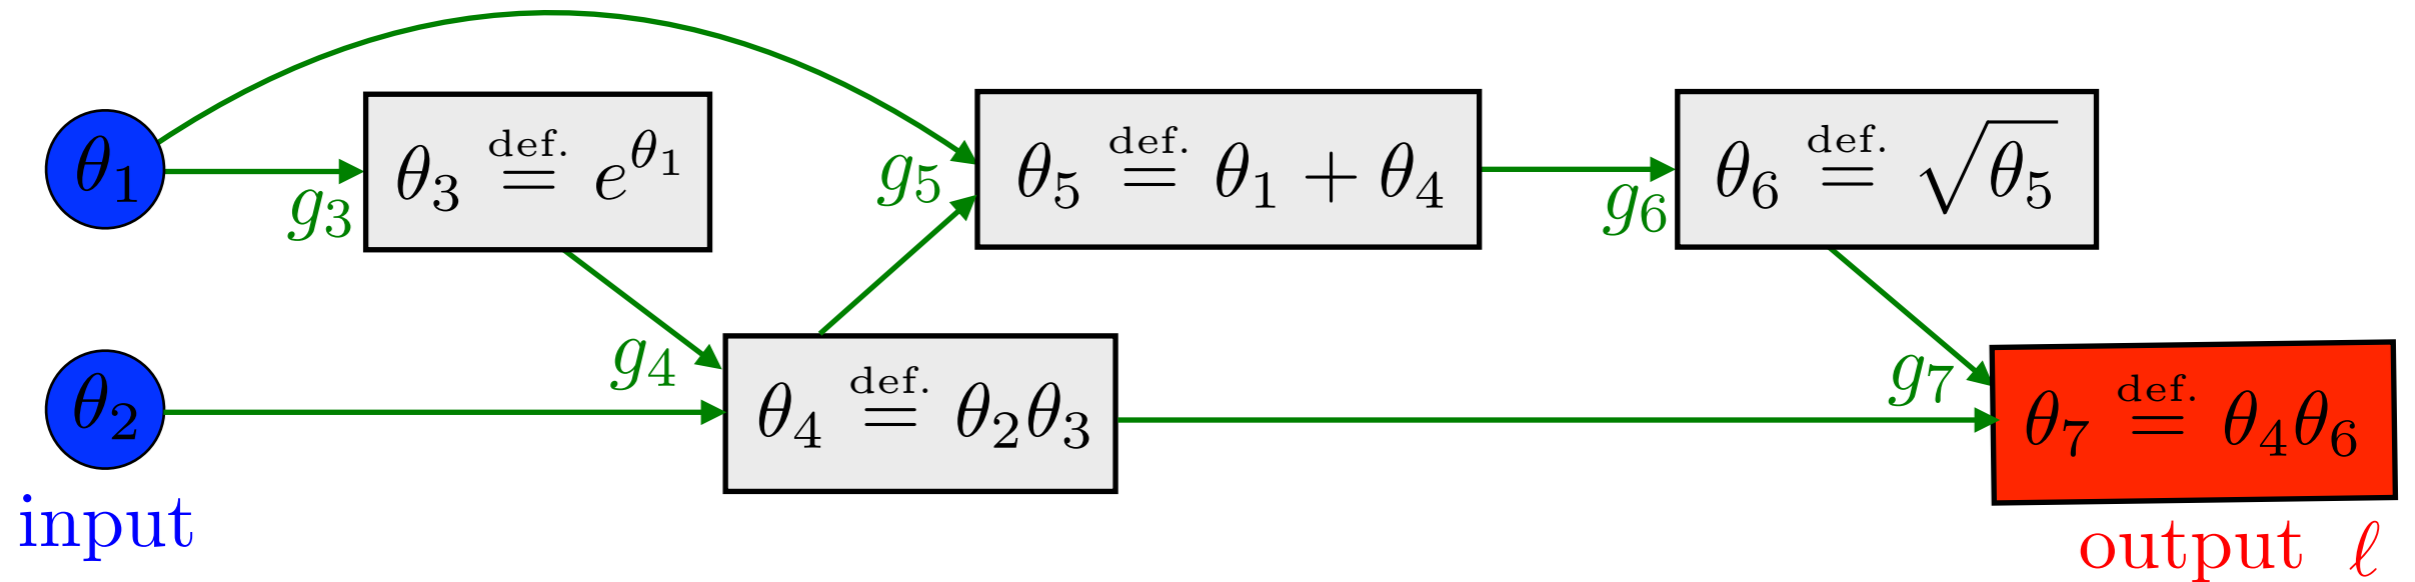 θ₁
g₃
θ₃ def.= e^θ₁
g₅
θ₅ def.= θ₁ + θ₄
g₆
θ₆ def.= √θ₅
θ₂
g₄
θ₄ def.= θ₂θ₃
g₇
θ₇ def.= θ₄θ₆
input
output ℓ